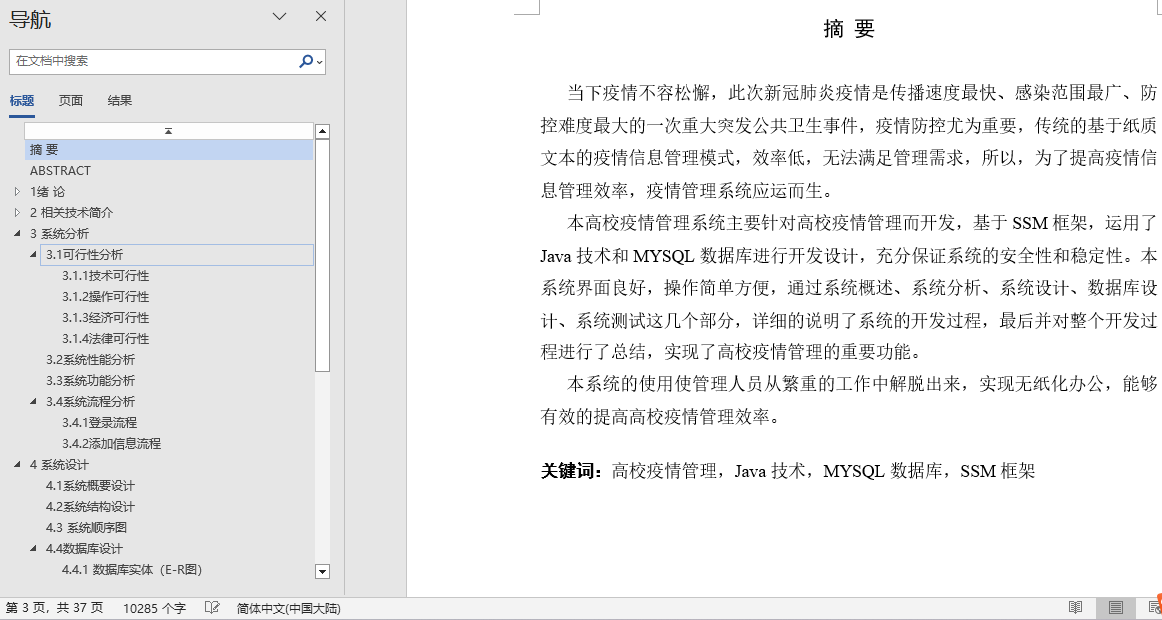 导航
在文档中搜索
标题 页面 结果
摘 要
ABSTRACT
1绪 论
2 相关技术简介
3 系统分析
3.1可行性分析
3.1.1技术可行性
3.1.2操作可行性
3.1.3经济可行性
3.1.4法律可行性
3.2系统性能分析
3.3系统功能分析
3.4系统流程分析
3.4.1登录流程
3.4.2添加信息流程
4 系统设计
4.1系统概要设计
4.2系统结构设计
4.3 系统顺序图
4.4数据库设计
4.4.1 数据库实体（E-R图）
摘 要
当下疫情不容松懈，此次新冠肺炎疫情是传播速度最快、感染范围最广、防
控难度最大的一次重大突发公共卫生事件，疫情防控尤为重要，传统的基于纸质
文本的疫情信息管理模式，效率低，无法满足管理需求，所以，为了提高疫情信
息管理效率，疫情管理系统应运而生。
本高校疫情管理系统主要针对高校疫情管理而开发，基于 SSM 框架，运用了
Java 技术和 MYSQL 数据库进行开发设计，充分保证系统的安全性和稳定性。本
系统界面良好，操作简单方便，通过系统概述、系统分析、系统设计、数据库设
计、系统测试这几个部分，详细的说明了系统的开发过程，最后并对整个开发过
程进行了总结，实现了高校疫情管理的重要功能。
本系统的使用使管理人员从繁重的工作中解脱出来，实现无纸化办公，能够
有效的提高高校疫情管理效率。
关键词：高校疫情管理，Java 技术，MYSQL 数据库，SSM 框架
第 3 页，共 37 页 10285 个字 简体中文(中国大陆)